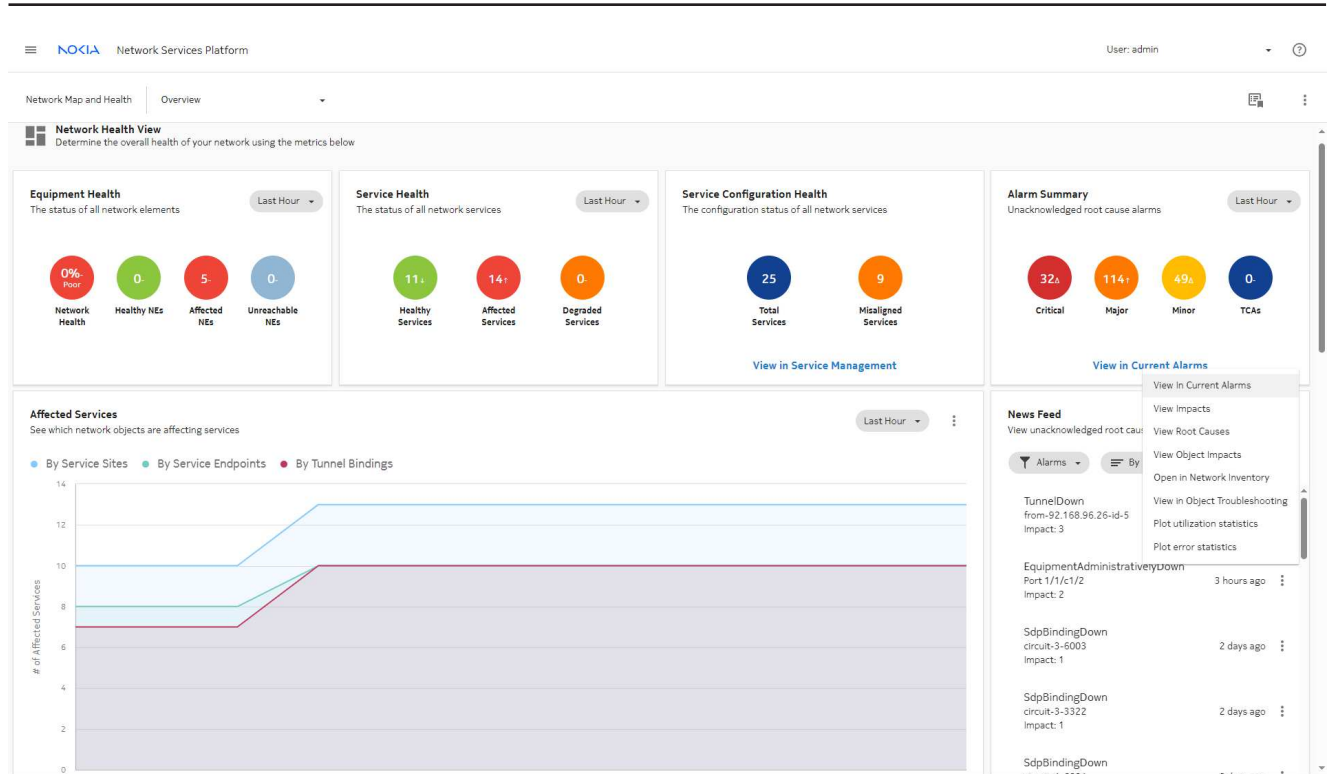 NOKIA Network Services Platform
User: admin
Network Map and Health Overview
Network Health View
Determine the overall health of your network using the metrics below
Equipment Health
The status of all network elements
Last Hour
0%-
Poor
0-
5-
0-
Network Health
Healthy NEs
Affected NEs
Unreachable NEs
Service Health
The status of all network services
Last Hour
11↓
14↑
0-
Healthy Services
Affected Services
Degraded Services
Service Configuration Health
The configuration status of all network services
25
9
Total Services
Misaligned Services
View in Service Management
Alarm Summary
Unacknowledged root cause alarms
Last Hour
32
114↑
49
0-
Critical
Major
Minor
TCAs
View in Current Alarms
View In Current Alarms
View Impacts
View Root Causes
View Object Impacts
Open in Network Inventory
View in Object Troubleshooting
Plot utilization statistics
Plot error statistics
Affected Services
See which network objects are affecting services
Last Hour
By Service Sites
By Service Endpoints
By Tunnel Bindings
# of Affected Services
14
12
10
8
6
4
2
0
News Feed
View unacknowledged root cau
Alarms
By
TunnelDown
from-92.168.96.26-id-5
Impact: 3
EquipmentAdministrativelyDown
Port 1/1/c1/2
3 hours ago
Impact: 2
SdpBindingDown
circuit-3-6003
2 days ago
Impact: 1
SdpBindingDown
circuit-3-3322
2 days ago
Impact: 1
SdpBindingDown